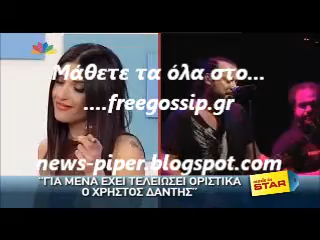 Μάθετε τα όλα στο...
....freegossip.gr
news-piper.blogspot.com
"ΓΙΑ ΜΕΝΑ ΕΧΕΙ ΤΕΛΕΙΩΣΕΙ ΟΡΙΣΤΙΚΑ
Ο ΧΡΗΣΤΟΣ ΔΑΝΤΗΣ"
STAR